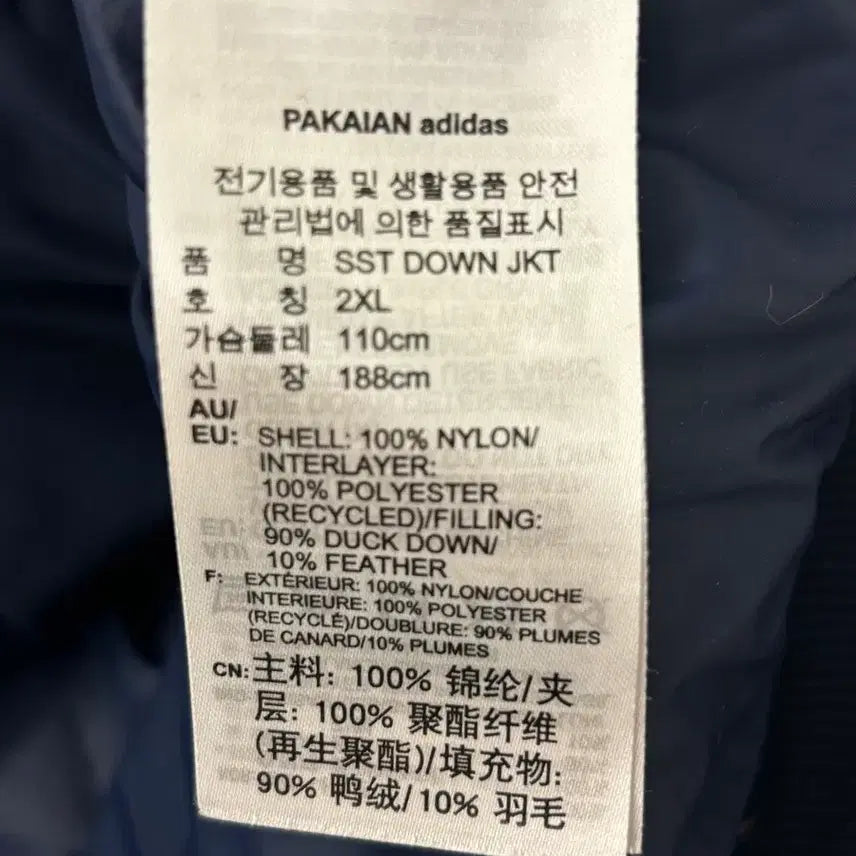 PAKAIAN adidas
전기용품 및 생활용품 안전
관리법에 의한 품질표시
품 명 SST DOWN JKT
호 칭 2XL
가슴둘레 110cm
신 장 188cm
AU/
EU: SHELL: 100% NYLON/
INTERLAYER:
100% POLYESTER
(RECYCLED)/FILLING:
90% DUCK DOWN/
10% FEATHER
F: EXTÉRIEUR: 100% NYLON/COUCHE
INTERIEURE: 100% POLYESTER
(RECYCLÉ)/DOUBLURE: 90% PLUMES
DE CANARD/10% PLUMES
CN: 主料: 100% 锦纶/夹
层: 100% 聚酯纤维
(再生聚酯)/填充物:
90% 鸭绒/10% 羽毛